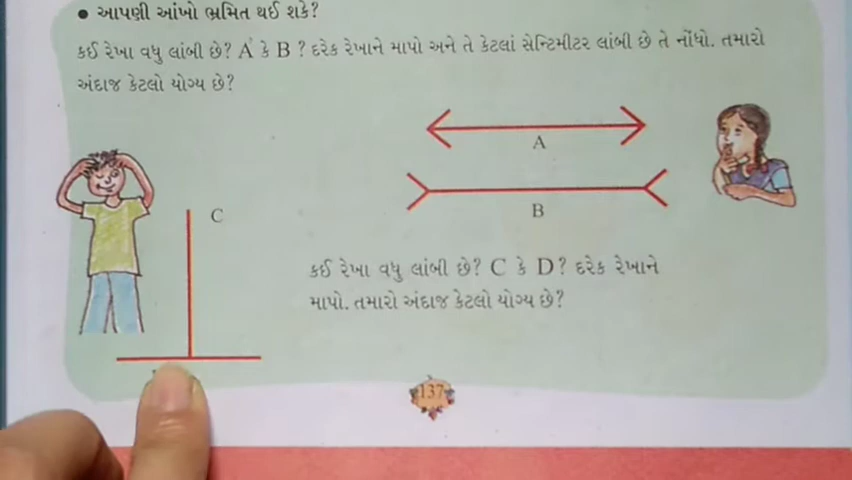 • આપણી આંખો ભ્રમિત થઈ શકે?
કઈ રેખા વધુ લાંબી છે? A કે B ? દરેક રેખાને માપો અને તે કેટલાં સેન્ટિમીટર લાંબી છે તે નોંધો. તમારો
અંદાજ કેટલો યોગ્ય છે?
A
B
C
કઈ રેખા વધુ લાંબી છે? C કે D? દરેક રેખાને
માપો. તમારો અંદાજ કેટલો યોગ્ય છે?
137